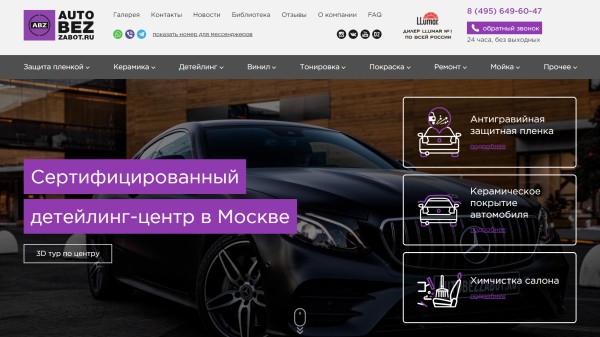 AUTO
BEZ
ZABOT.RU
ABZ
Галерея Контакты Новости Библиотека Отзывы О компании FAQ
показать номер для мессенджеров
LLumar
ДИЛЕР LLUMAR №1
ПО ВСЕЙ РОССИИ
8 (495) 649-60-47
обратный звонок
24 часа, без выходных
Защита пленкой Керамика Детейлинг Винил Тонировка Покраска Ремонт Мойка Прочее
Антигравийная
защитная пленка
подробнее
Сертифицированный
детейлинг-центр в Москве
3D тур по центру
Керамическое
покрытие
автомобиля
подробнее
Химчистка салона
подробнее